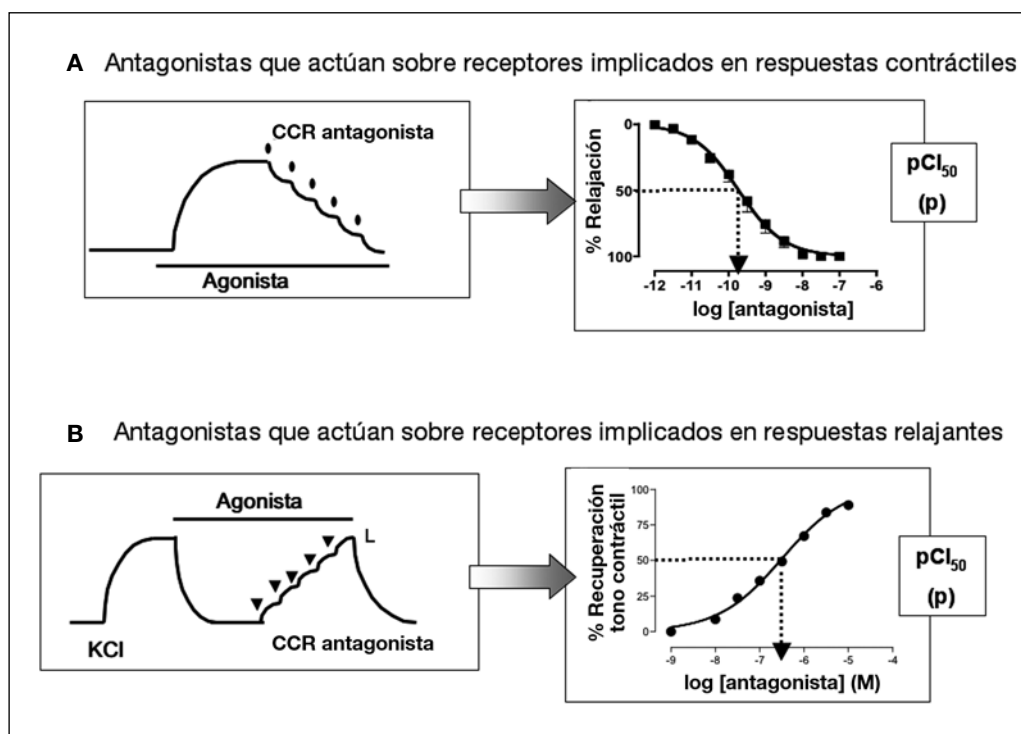 A Antagonistas que actúan sobre receptores implicados en respuestas contráctiles
CCR antagonista
Agonista
% Relajación
0
50
100
-12 -11 -10 -9 -8 -7 -6
log [antagonista]
pCI50
(p)
B Antagonistas que actúan sobre receptores implicados en respuestas relajantes
Agonista
L
KCl
CCR antagonista
% Recuperación
tono contráctil
100
75
50
25
0
-9 -8 -7 -6 -5 -4
log [antagonista] (M)
pCI50
(p)